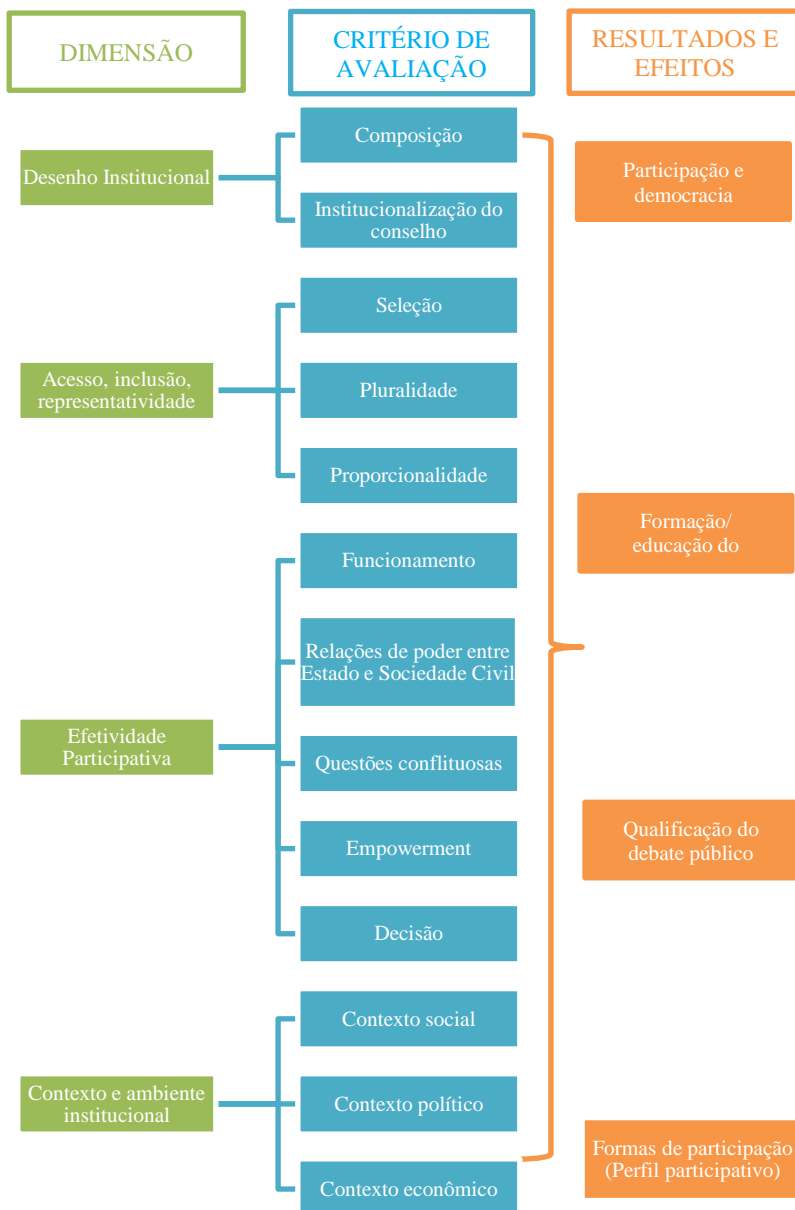 DIMENSÃO
CRITÉRIO DE
AVALIAÇÃO
RESULTADOS E
EFEITOS
Desenho Institucional
Composição
Institucionalização do
conselho
Participação e
democracia
Acesso, inclusão,
representatividade
Seleção
Pluralidade
Proporcionalidade
Formação/
educação do
Efetividade
Participativa
Funcionamento
Relações de poder entre
Estado e Sociedade Civil
Questões conflituosas
Empowerment
Decisão
Qualificação do
debate público
Contexto e ambiente
institucional
Contexto social
Contexto político
Contexto econômico
Formas de participação
(Perfil participativo)